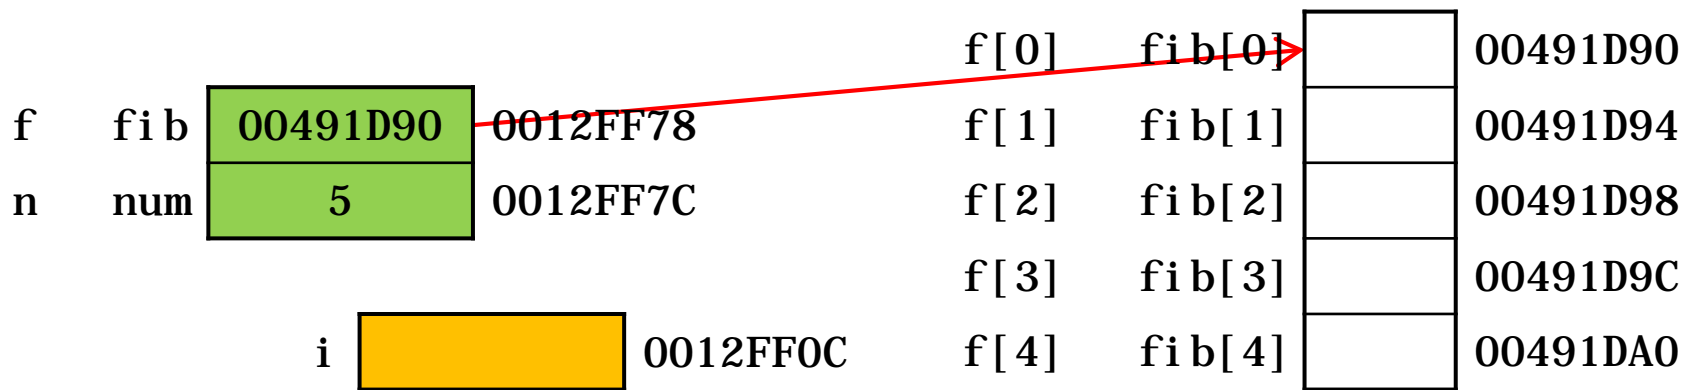 f[0] fib[0] 00491D90
f fib 00491D90 0012FF78 f[1] fib[1] 00491D94
n num 5 0012FF7C f[2] fib[2] 00491D98
f[3] fib[3] 00491D9C
i 0012FF0C f[4] fib[4] 00491DA0